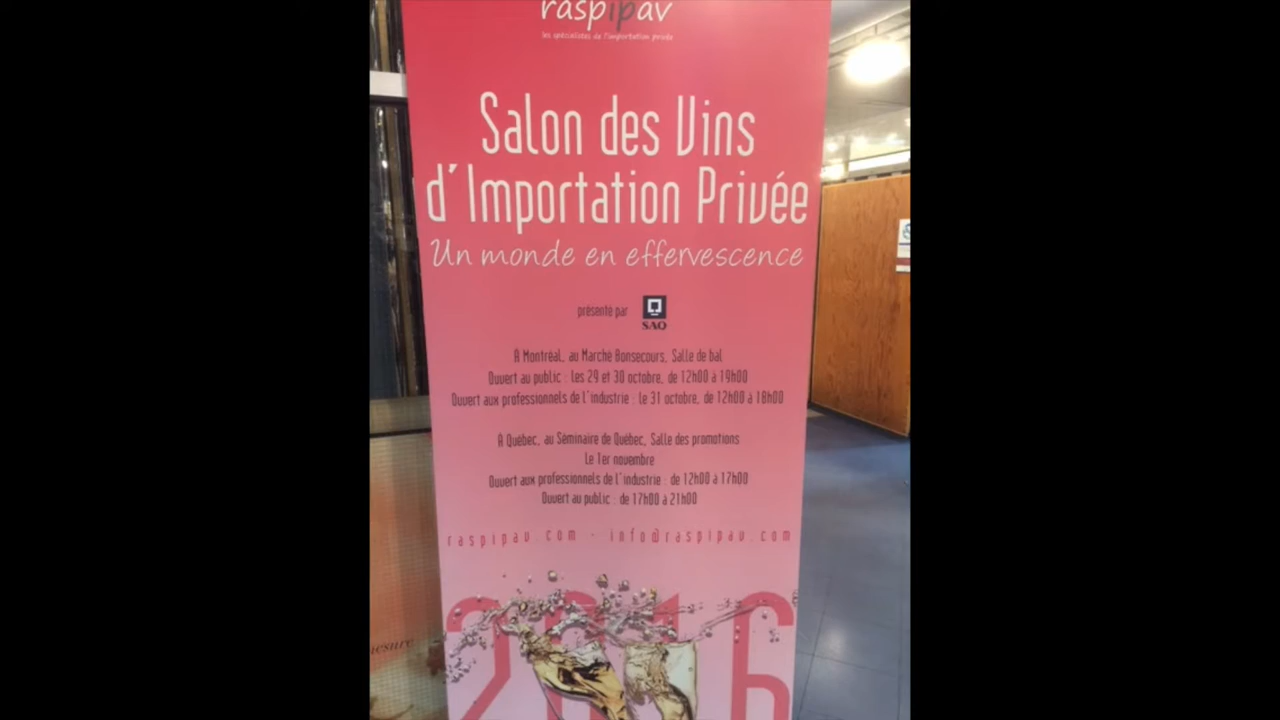 raspipav
les spécialistes de l'importation privée
Salon des Vins
d'Importation Privée
Un monde en effervescence
présenté par
SAQ
À Montréal, au Marché Bonsecours, Salle de bal
Ouvert au public : les 29 et 30 octobre, de 12h00 à 19h00
Ouvert aux professionnels de l'industrie : le 31 octobre, de 12h00 à 18h00
À Québec, au Séminaire de Québec, Salle des promotions
Le 1er novembre
Ouvert aux professionnels de l'industrie : de 12h00 à 17h00
Ouvert au public : de 17h00 à 21h00
raspipav.com - info@raspipav.com
2016